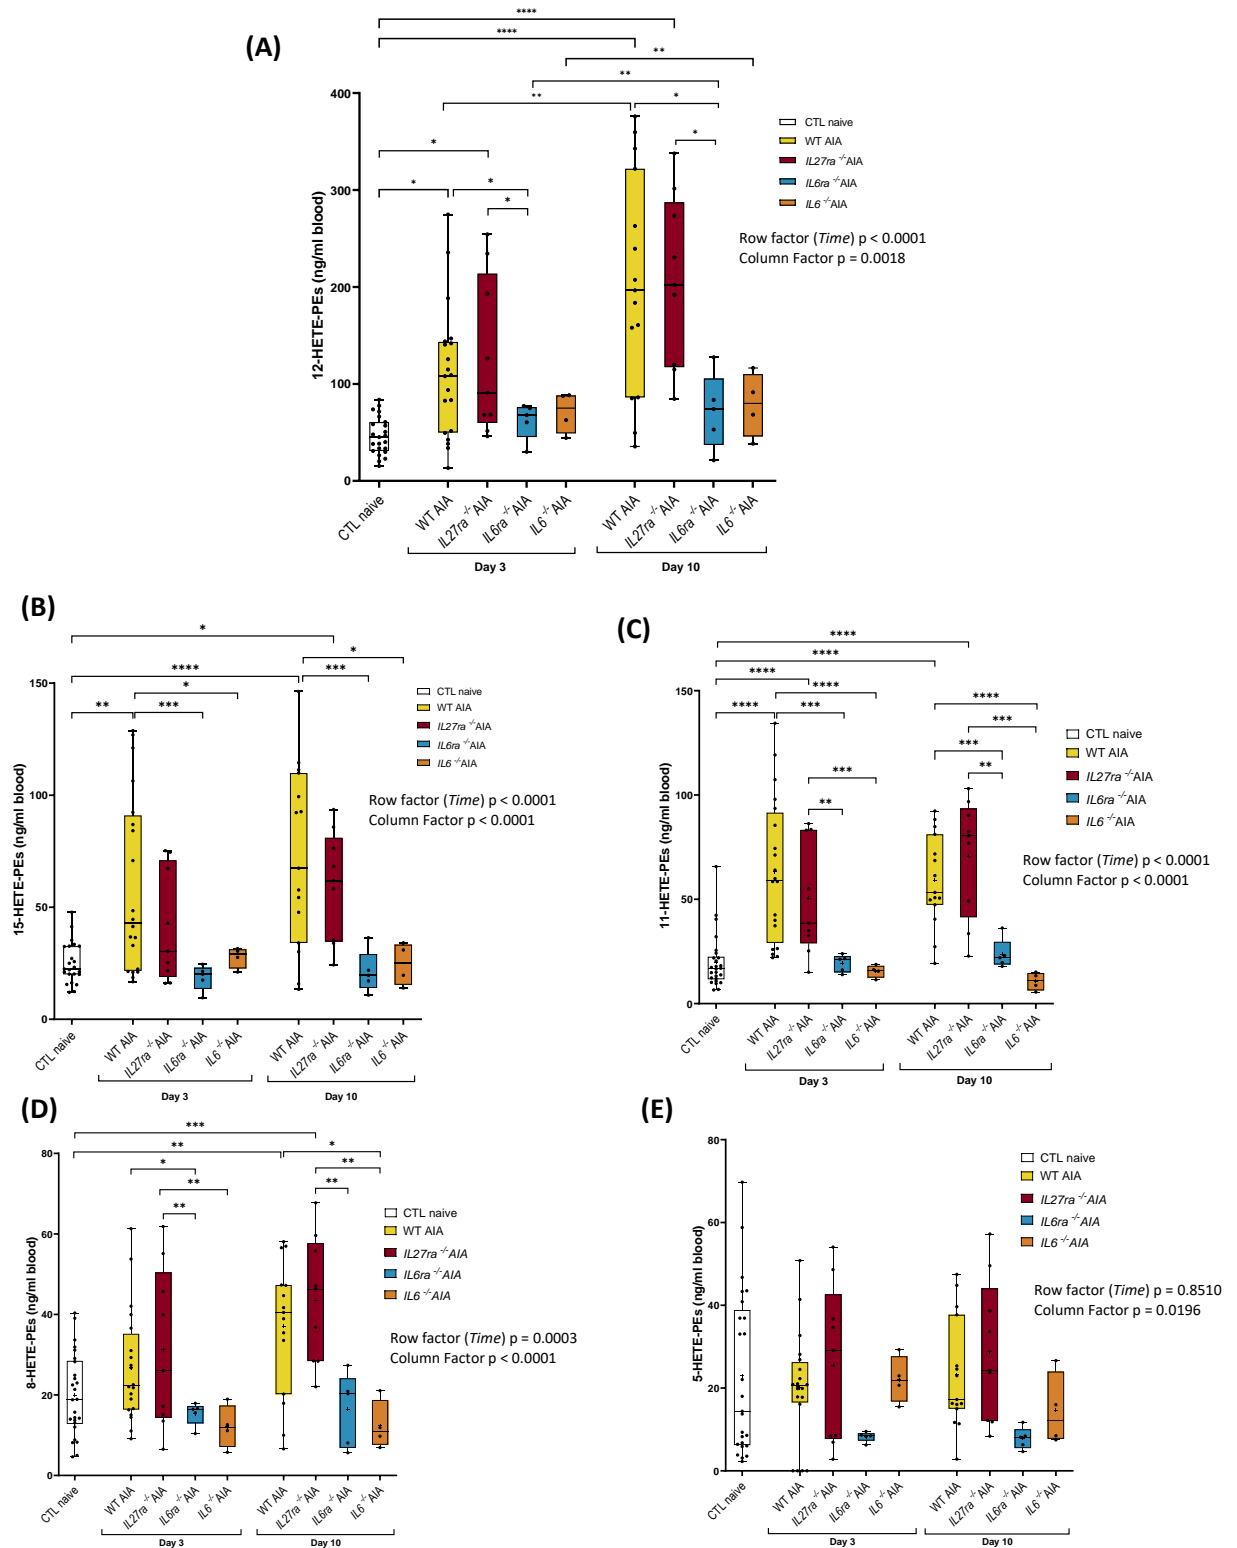 (A)
****
****
**
**
**
*
*
*
*
*
*
400
300
200
100
0
12-HETE-PEs (ng/ml blood)
CTL naive
WT AIA
IL27ra -/-AIA
IL6ra -/-AIA
IL6 -/-AIA
Row factor (Time) p < 0.0001
Column Factor p = 0.0018
CTL naive
WT AIA
IL27ra -/- AIA
IL6ra -/- AIA
IL6 -/- AIA
WT AIA
IL27ra -/- AIA
IL6ra -/- AIA
IL6 -/- AIA
Day 3
Day 10
(B)
*
*
****
***
*
**
***
150
100
50
0
15-HETE-PEs (ng/ml blood)
CTL naive
WT AIA
IL27ra -/-AIA
IL6ra -/-AIA
IL6 -/-AIA
Row factor (Time) p < 0.0001
Column Factor p < 0.0001
CTL naive
WT AIA
IL27ra -/- AIA
IL6ra -/- AIA
IL6 -/- AIA
WT AIA
IL27ra -/- AIA
IL6ra -/- AIA
IL6 -/- AIA
Day 3
Day 10
(C)
****
****
****
****
****
****
***
***
***
**
***
**
150
100
50
0
11-HETE-PEs (ng/ml blood)
CTL naive
WT AIA
IL27ra -/-AIA
IL6ra -/-AIA
IL6 -/-AIA
Row factor (Time) p < 0.0001
Column Factor p < 0.0001
CTL naive
WT AIA
IL27ra -/- AIA
IL6ra -/- AIA
IL6 -/- AIA
WT AIA
IL27ra -/- AIA
IL6ra -/- AIA
IL6 -/- AIA
Day 3
Day 10
(D)
***
**
*
*
**
**
**
**
80
60
40
20
0
8-HETE-PEs (ng/ml blood)
CTL naive
WT AIA
IL27ra -/-AIA
IL6ra -/-AIA
IL6 -/-AIA
Row factor (Time) p = 0.0003
Column Factor p < 0.0001
CTL naive
WT AIA
IL27ra -/- AIA
IL6ra -/- AIA
IL6 -/- AIA
WT AIA
IL27ra -/- AIA
IL6ra -/- AIA
IL6 -/- AIA
Day 3
Day 10
(E)
80
60
40
20
0
5-HETE-PEs (ng/ml blood)
CTL naive
WT AIA
IL27ra -/-AIA
IL6ra -/-AIA
IL6 -/-AIA
Row factor (Time) p = 0.8510
Column Factor p = 0.0196
CTL naive
WT AIA
IL27ra -/- AIA
IL6ra -/- AIA
IL6 -/- AIA
WT AIA
IL27ra -/- AIA
IL6ra -/- AIA
IL6 -/- AIA
Day 3
Day 10